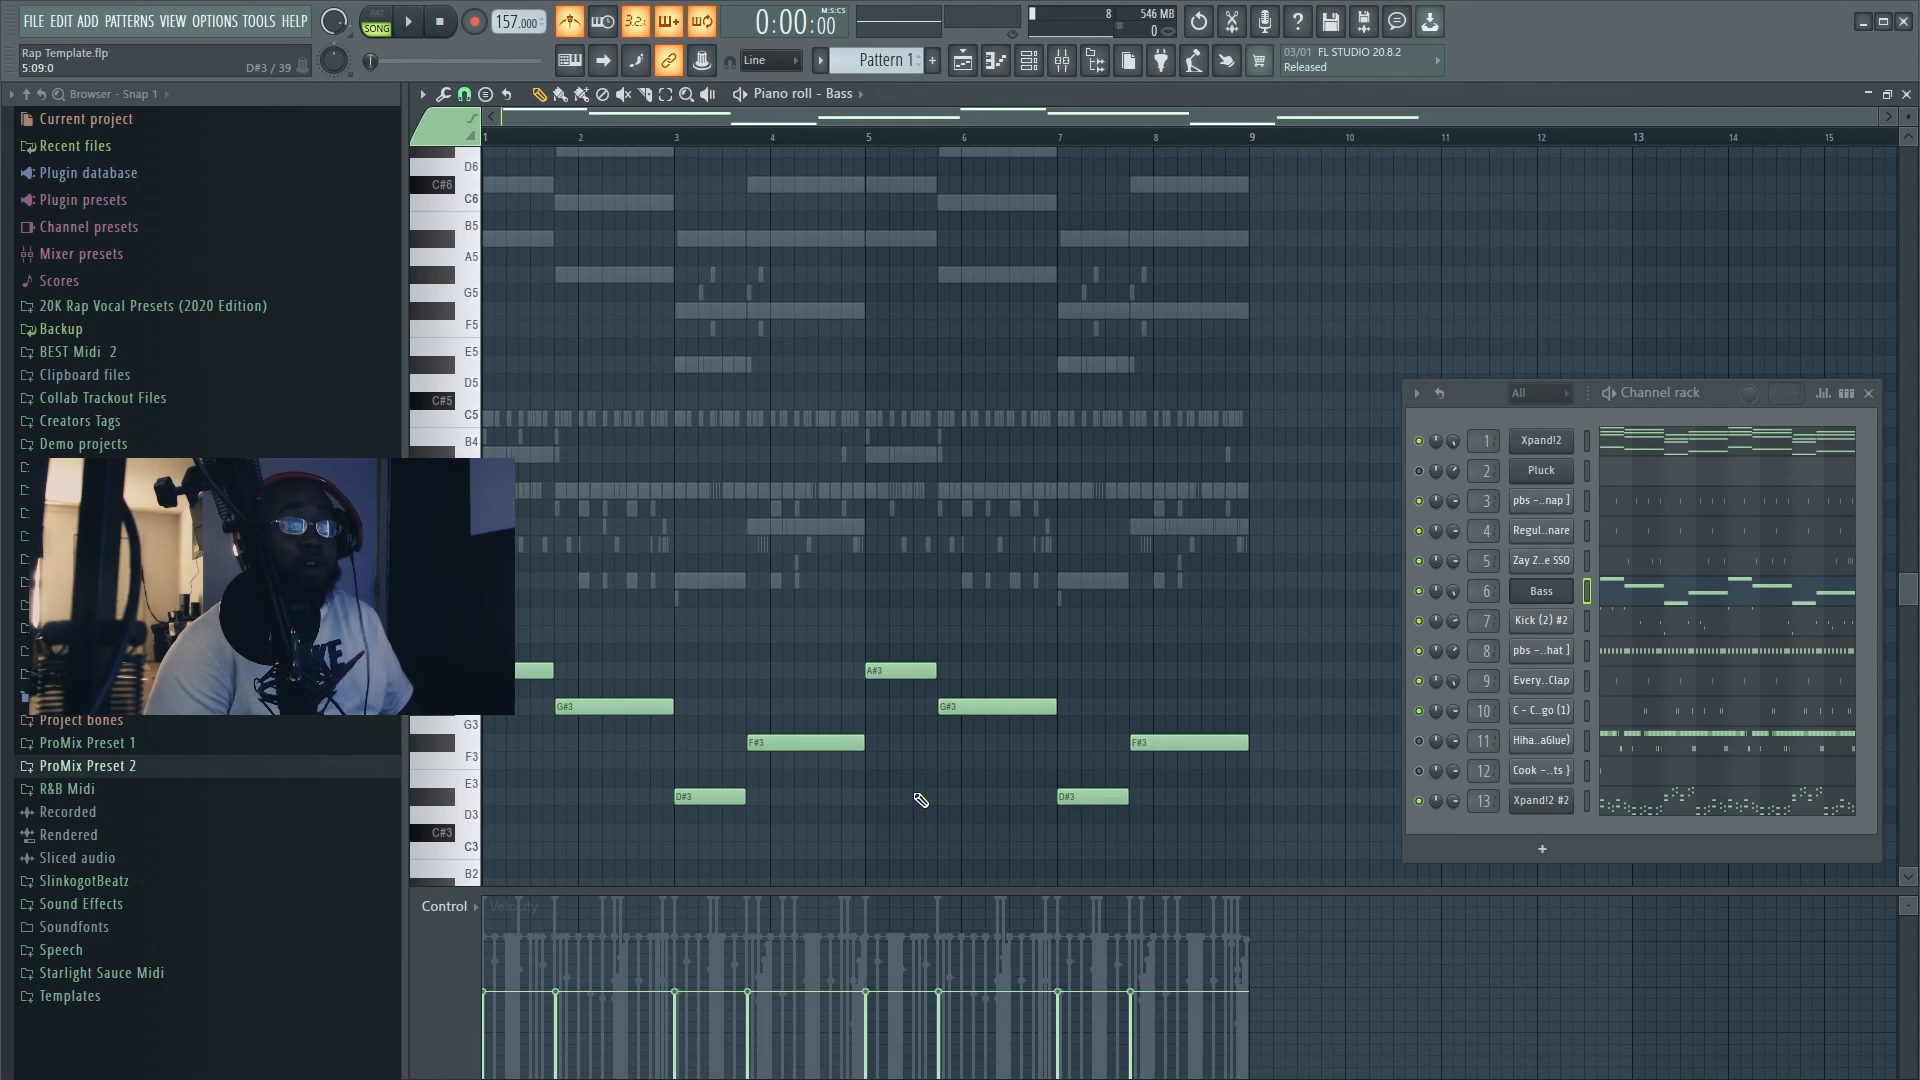 FILE EDIT ADD PATTERNS VIEW OPTIONS TOOLS HELP
PAT
SONG
157.000
3.2.
0:00:00
M:S:CS
8
546 MB
0
Rap Template.flp
5:09:0
D#3 / 39
Line
Pattern 1
+
03/01 FL STUDIO 20.8.2
Released
Browser - Snap 1
Piano roll - Bass
Current project
Recent files
Plugin database
Plugin presets
Channel presets
Mixer presets
Scores
20K Rap Vocal Presets (2020 Edition)
Backup
BEST Midi 2
Clipboard files
Collab Trackout Files
Creators Tags
Demo projects
Project bones
ProMix Preset 1
ProMix Preset 2
R&B Midi
Recorded
Rendered
Sliced audio
SlinkogotBeatz
Sound Effects
Soundfonts
Speech
Starlight Sauce Midi
Templates
1 2 3 4 5 6 7 8 9 10 11 12 13 14 15
D6
C#6
C6
B5
A5
G5
F5
E5
D5
C#5
C5
B4
G3
F3
E3
D3
C#3
C3
B2
A#3
G#3
G#3
F#3
F#3
D#3
D#3
Control
Velocity
All
Channel rack
1 Xpand!2
2 Pluck
3 pbs -..nap ]
4 Regul..nare
5 Zay Z..e SSO
6 Bass
7 Kick (2) #2
8 pbs -..hat ]
9 Every..Clap
10 C - C..go (1)
11 Hiha..aGlue)
12 Cook -..ts }
13 Xpand!2 #2
+